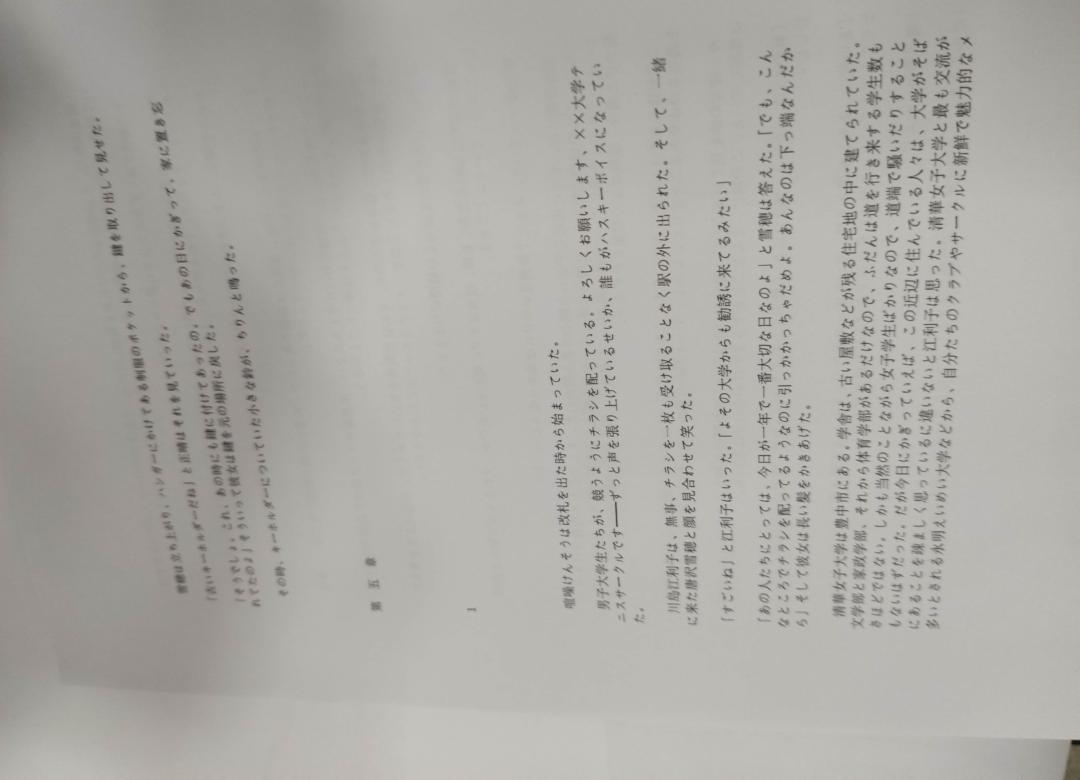 雪穂は立ち上がり、ハンガーにかけてある制服のポケットから、鍵を取り出して見せた。
「古いキーホルダーだね」と正晴はそれを見ていった。
「そうでしょ。これ、あの時にも鍵に付けてあったの。でもあの日にかぎって、家に置き忘
れてたのよ」そういって彼女は鍵を元の場所に戻した。
その時、キーホルダーについていた小さな鈴が、ちりんと鳴った。
第 五 章
1
喧噪けんそうは改札を出た時から始まっていた。
男子大学生たちが、競うようにチラシを配っている。よろしくお願いします、××大学テ
ニスサークルです――ずっと声を張り上げているせいか、誰もがハスキーボイスになってい
た。
川島江利子は、無事、チラシを一枚も受け取ることなく駅の外に出られた。そして、一緒
に来た唐沢雪穂と顔を見合わせて笑った。
「すごいね」と江利子はいった。「よその大学からも勧誘に来てるみたい」
「あの人たちにとっては、今日が一年で一番大切な日なのよ」と雪穂は答えた。「でも、こん
なところでチラシを配ってるようなのに引っかかっちゃだめよ。あんなのは下っ端なんだか
ら」そして彼女は長い髪をかきあげた。
清華女子大学は豊中市にある。学舎は、古い屋敷などが残る住宅地の中に建てられていた。
文学部と家政学部、それから体育学部があるだけなので、ふだんは道を行き来する学生数も
さほどではない。しかも当然のことながら女子学生ばかりなので、道端で騒いだりすること
もないはずだった。だが今日にかぎっていえば、この近辺に住んでいる人々は、大学がそば
にあることを疎ましく思っているに違いないと江利子は思った。清華女子大学と最も交流が
多いとされる永明えいめい大学などから、自分たちのクラブやサークルに新鮮で魅力的なメ